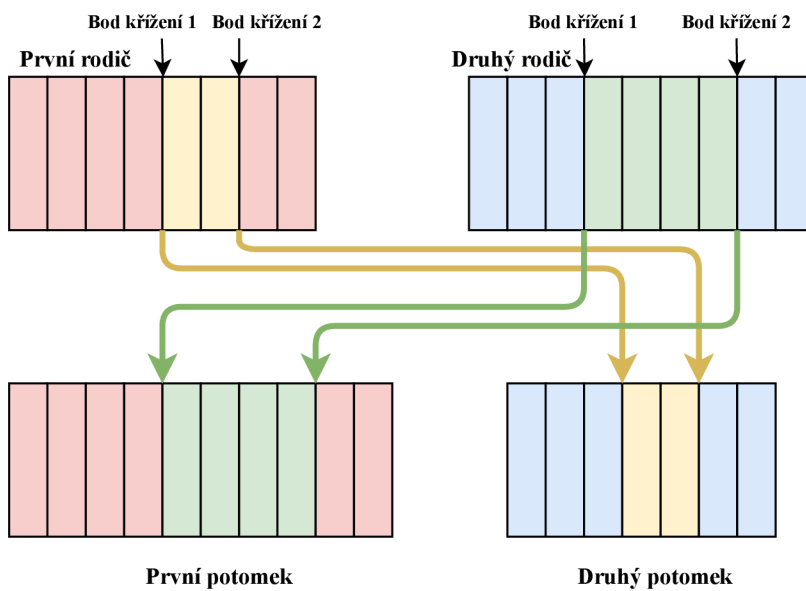 Bod křížení 1 Bod křížení 2
Bod křížení 1 Bod křížení 2
První rodič
Druhý rodič
První potomek
Druhý potomek